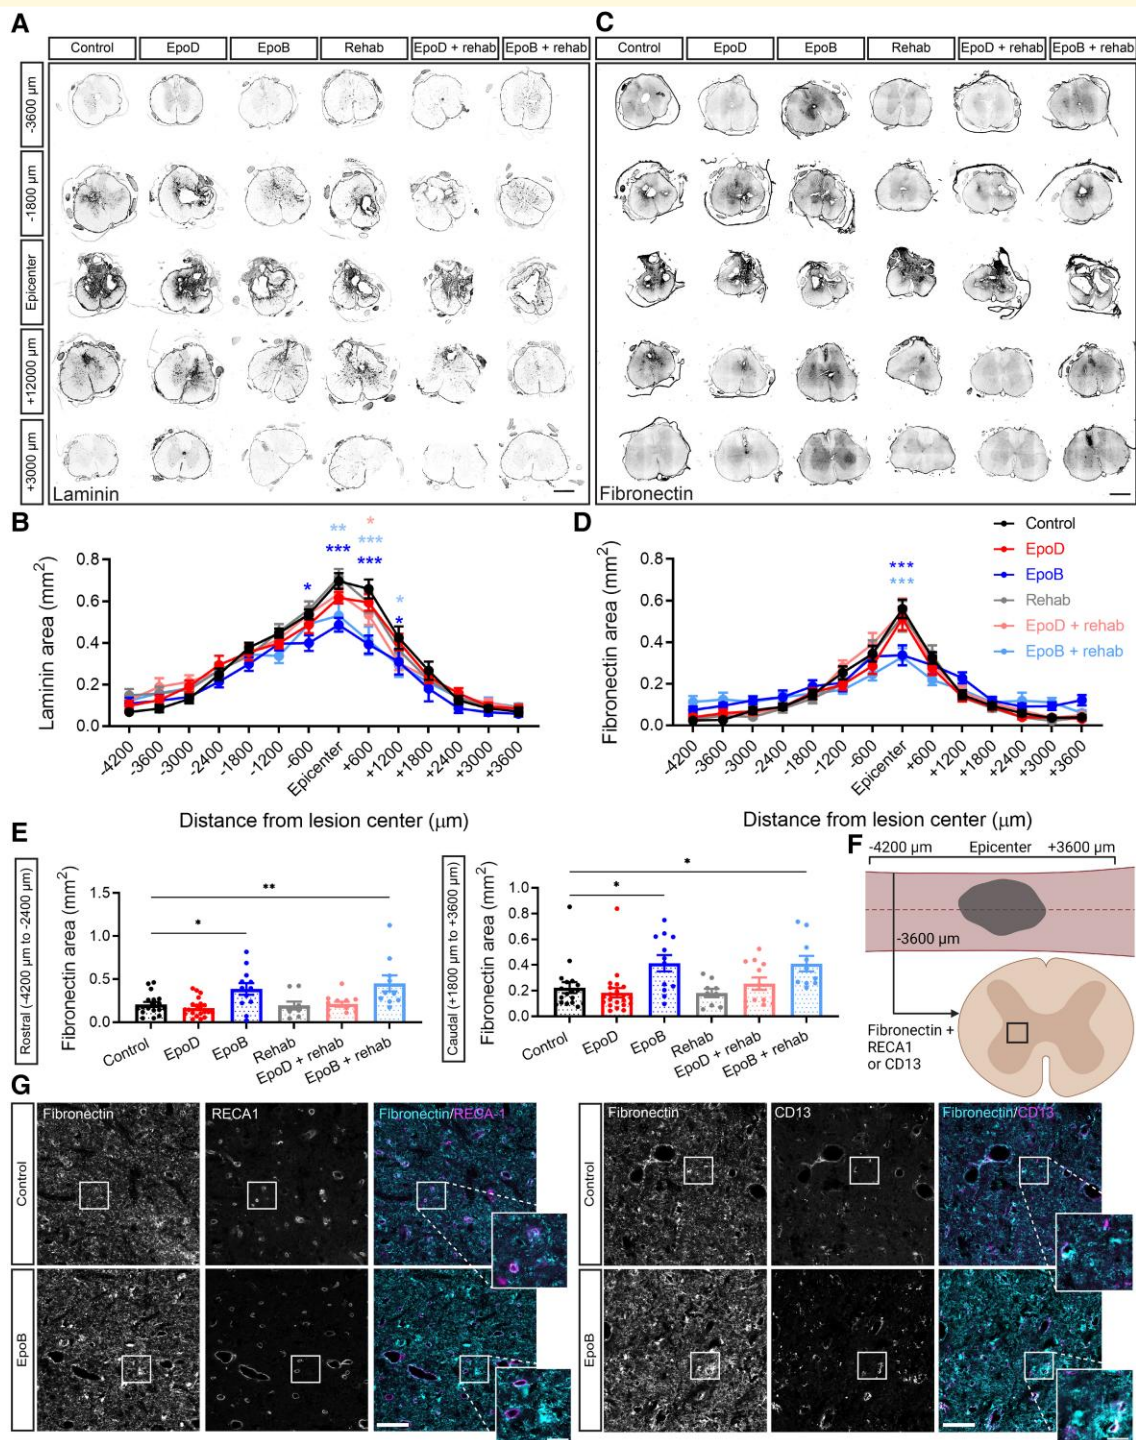 A
Control EpoD EpoB Rehab EpoD + rehab EpoB + rehab
-3600 µm
-1800 µm
Epicenter
+12000 µm
+3000 µm
Laminin
C
Control EpoD EpoB Rehab EpoD + rehab EpoB + rehab
Fibronectin
B
Laminin area (mm²)
0.8
0.6
0.4
0.2
0.0
** *
*** ***
* ***
*
*
-4200 -3600 -3000 -2400 -1800 -1200 -600 Epicenter +600 +1200 +1800 +2400 +3000 +3600
Distance from lesion center (µm)
D
Fibronectin area (mm²)
0.8
0.6
0.4
0.2
0.0
***
***
-4200 -3600 -3000 -2400 -1800 -1200 -600 Epicenter +600 +1200 +1800 +2400 +3000 +3600
Distance from lesion center (µm)
Control
EpoD
EpoB
Rehab
EpoD + rehab
EpoB + rehab
E
Rostral (-4200 µm to -2400 µm)
Fibronectin area (mm²)
1.5
1.0
0.5
0.0
**
*
Control EpoD EpoB Rehab EpoD + rehab EpoB + rehab
Caudal (+1800 µm to +3600 µm)
Fibronectin area (mm²)
1.0
0.8
0.6
0.4
0.2
0.0
*
*
Control EpoD EpoB Rehab EpoD + rehab EpoB + rehab
F
-4200 µm Epicenter +3600 µm
-3600 µm
Fibronectin +
RECA1
or CD13
G
Control
Fibronectin RECA1 Fibronectin/RECA-1
EpoB
Control
Fibronectin CD13 Fibronectin/CD13
EpoB